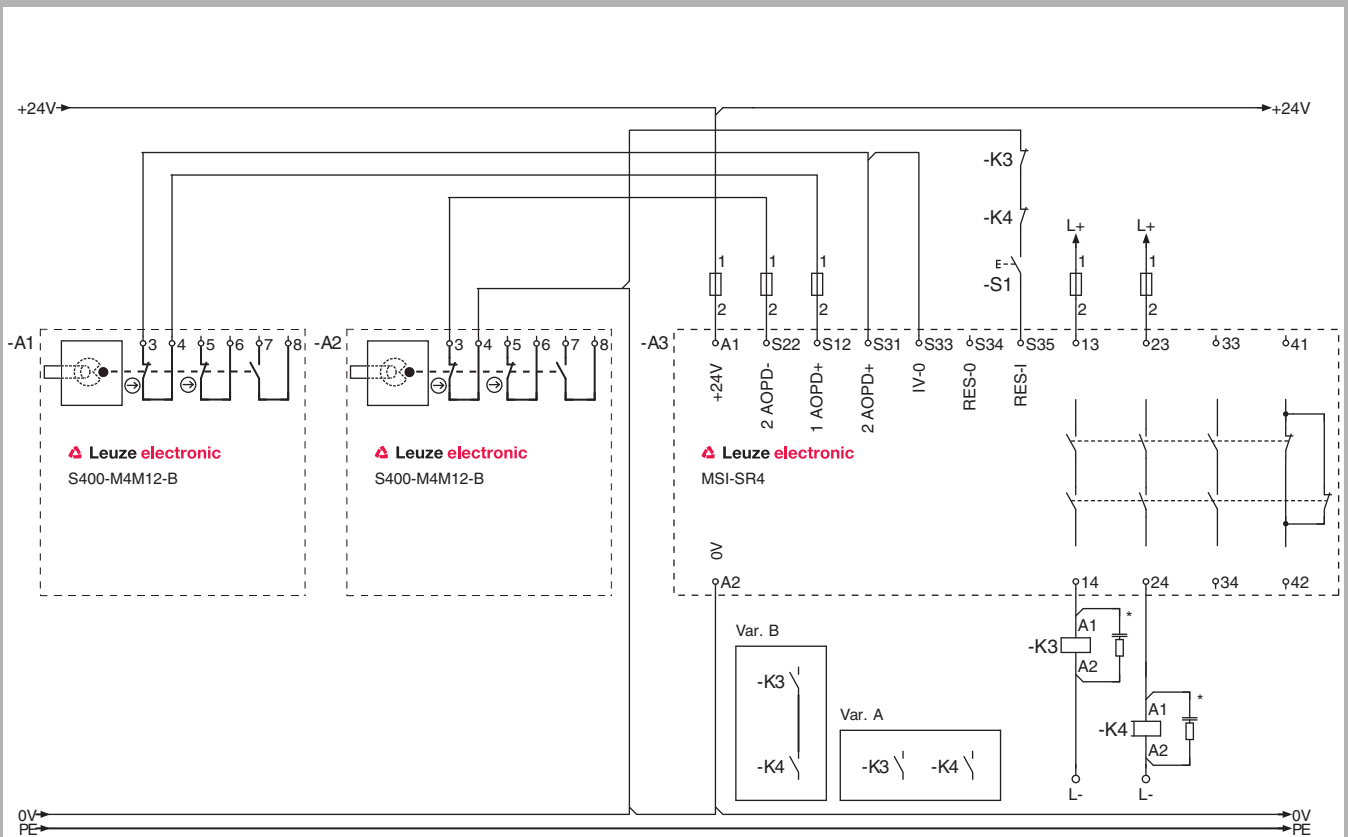 +24V +24V
-K3
-K4
L+ L+
E
-S1
1 1 1 1 1
2 2 2 2 2
-A1 3 4 5 6 7 8
-A2 3 4 5 6 7 8
-A3 A1 S22 S12 S31 S33 S34 S35 13 23 33 41
+24V
2 AOPD-
1 AOPD+
2 AOPD+
IV-0
RES-0
RES-I
Leuze electronic
S400-M4M12-B
Leuze electronic
S400-M4M12-B
Leuze electronic
MSI-SR4
0V
A2 14 24 34 42
-K3 A1 *
A2
-K4 A1 *
A2
L- L-
Var. B
-K3
-K4
Var. A
-K3 -K4
0V 0V
PE PE